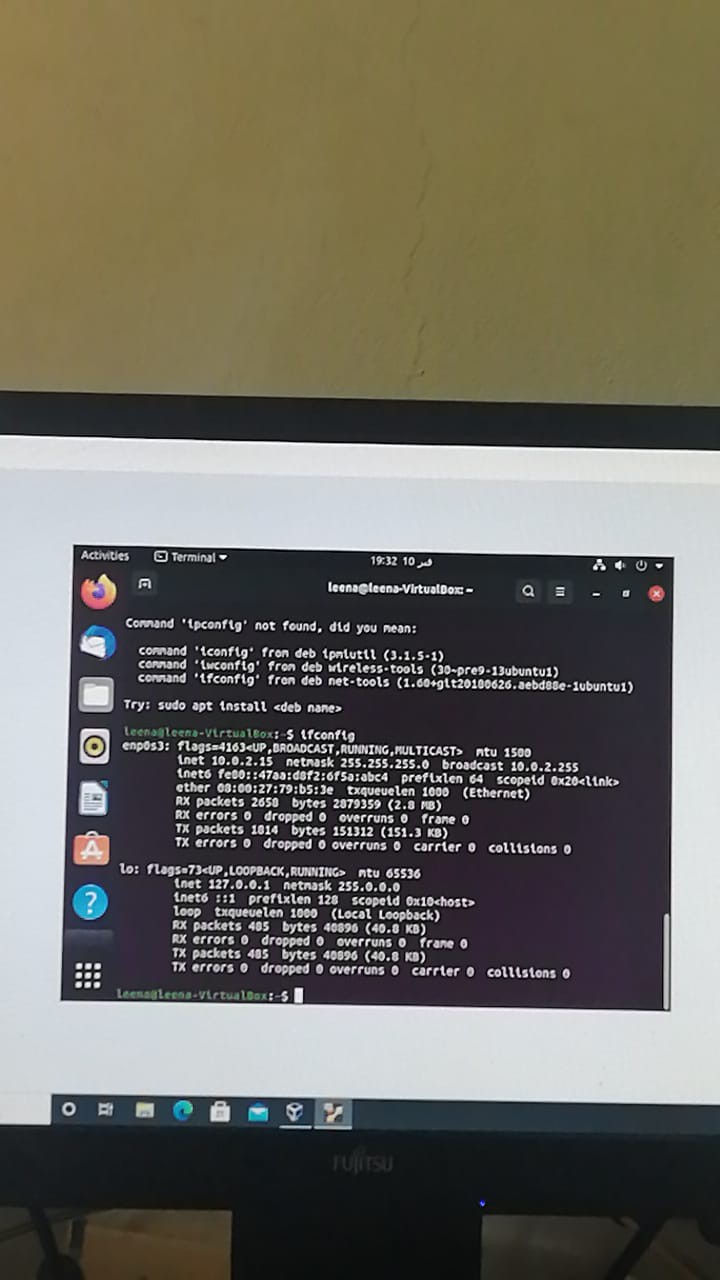 Activities
Terminal
19:32 10 فبر
leena@leena-VirtualBox: ~
Command 'ipconfig' not found, did you mean:
command 'iconfig' from deb ipmiutil (3.1.5-1)
command 'iwconfig' from deb wireless-tools (30~pre9-13ubuntu1)
command 'ifconfig' from deb net-tools (1.60+git20180626.aebd88e-1ubuntu1)
Try: sudo apt install <deb name>
leena@leena-VirtualBox:~$ ifconfig
enp0s3: flags=4163<UP,BROADCAST,RUNNING,MULTICAST> mtu 1500
inet 10.0.2.15 netmask 255.255.255.0 broadcast 10.0.2.255
inet6 fe80::47aa:d8f2:6f5a:abc4 prefixlen 64 scopeid 0x20<link>
ether 08:00:27:79:b5:3e txqueuelen 1000 (Ethernet)
RX packets 2658 bytes 2879359 (2.8 MB)
RX errors 0 dropped 0 overruns 0 frame 0
TX packets 1814 bytes 151312 (151.3 KB)
TX errors 0 dropped 0 overruns 0 carrier 0 collisions 0
lo: flags=73<UP,LOOPBACK,RUNNING> mtu 65536
inet 127.0.0.1 netmask 255.0.0.0
inet6 ::1 prefixlen 128 scopeid 0x10<host>
loop txqueuelen 1000 (Local Loopback)
RX packets 485 bytes 40896 (40.8 KB)
RX errors 0 dropped 0 overruns 0 frame 0
TX packets 485 bytes 40896 (40.8 KB)
TX errors 0 dropped 0 overruns 0 carrier 0 collisions 0
leena@leena-VirtualBox:~$
FUJITSU